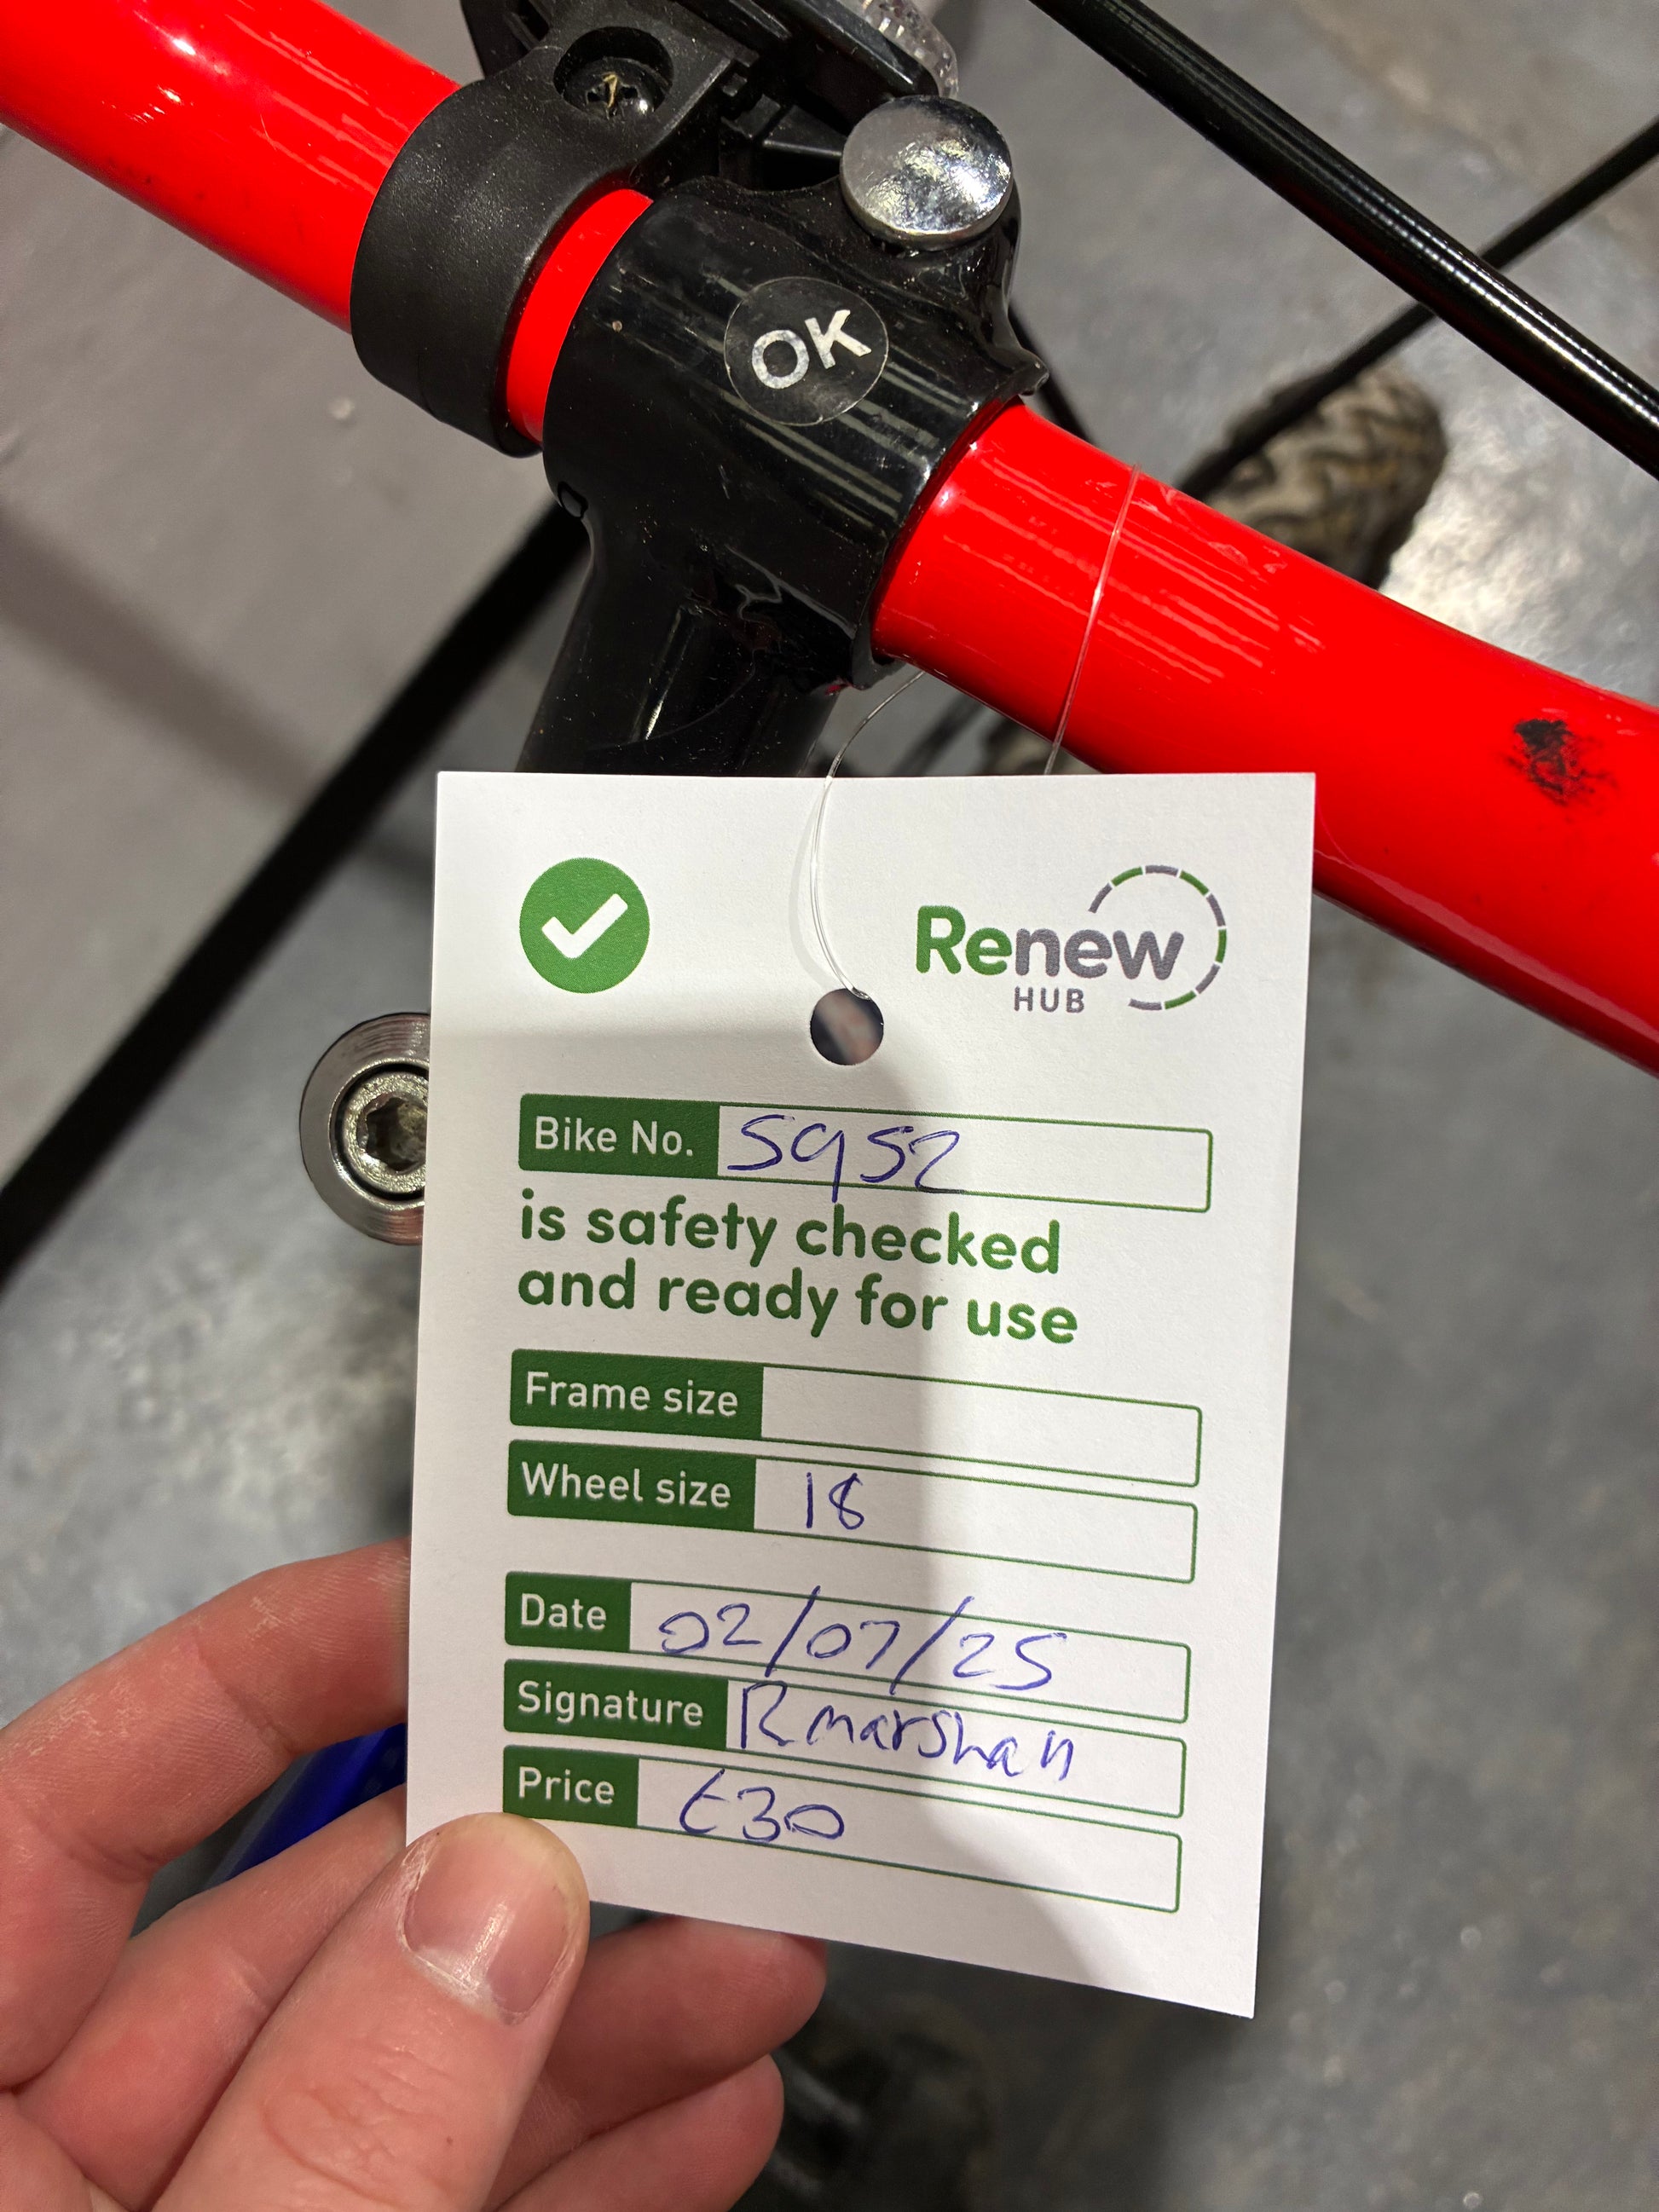 OK
Renew
HUB
Bike No. 5952
is safety checked
and ready for use
Frame size
Wheel size 18
Date 02/07/25
Signature R marshall
Price £30